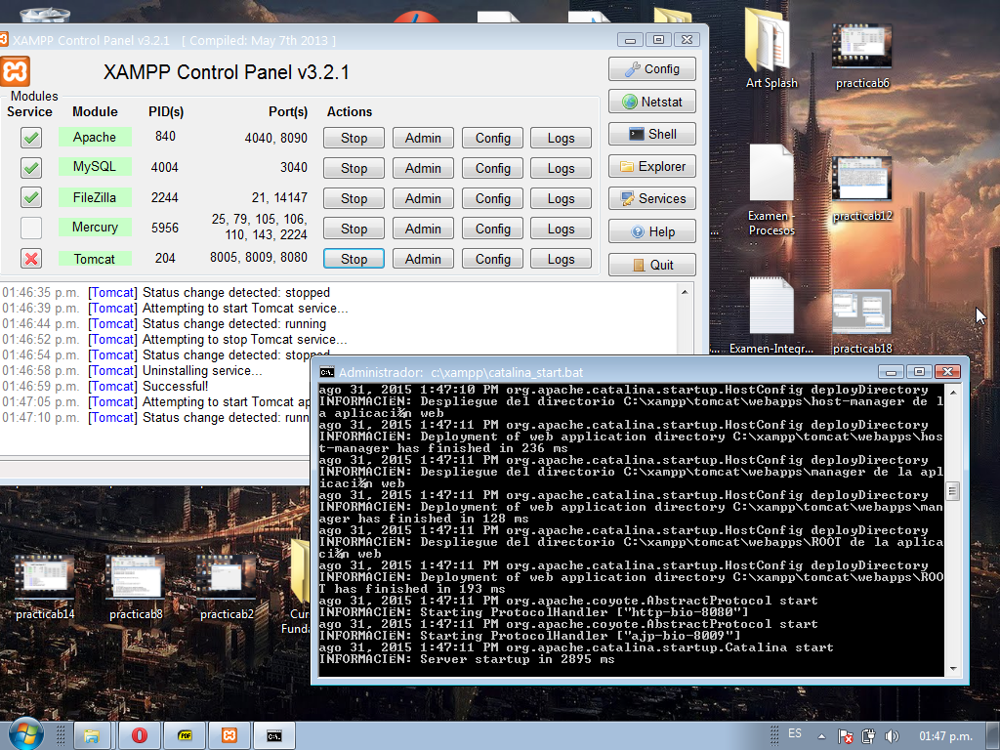 XAMPP Control Panel v3.2.1 [ Compiled: May 7th 2013 ]
XAMPP Control Panel v3.2.1
Config
Modules
Service Module PID(s) Port(s) Actions
Netstat
Apache 840 4040, 8090 Stop Admin Config Logs
Shell
MySQL 4004 3040 Stop Admin Config Logs
Explorer
FileZilla 2244 21, 14147 Stop Admin Config Logs
Services
Mercury 5956 25, 79, 105, 106,
110, 143, 2224 Stop Admin Config Logs
Help
Tomcat 204 8005, 8009, 8080 Stop Admin Config Logs
Quit
01:46:35 p.m. [Tomcat] Status change detected: stopped
01:46:39 p.m. [Tomcat] Attempting to start Tomcat service...
01:46:44 p.m. [Tomcat] Status change detected: running
01:46:52 p.m. [Tomcat] Attempting to stop Tomcat service...
01:46:54 p.m. [Tomcat] Status change detected: stopped
01:46:58 p.m. [Tomcat] Uninstalling service...
01:46:59 p.m. [Tomcat] Successful!
01:47:05 p.m. [Tomcat] Attempting to start Tomcat ap
01:47:10 p.m. [Tomcat] Status change detected: runn
Art Splash
practicab6
Examen -
Procesos
practicab12
Examen-Integr...
practicab18
Administrador: c:\xampp\catalina_start.bat
ago 31, 2015 1:47:10 PM org.apache.catalina.startup.HostConfig deployDirectory
INFORMACIËN: Despliegue del directorio C:\xampp\tomcat\webapps\host-manager de l
a aplicaci¾n web
ago 31, 2015 1:47:11 PM org.apache.catalina.startup.HostConfig deployDirectory
INFORMACIËN: Deployment of web application directory C:\xampp\tomcat\webapps\hos
t-manager has finished in 236 ms
ago 31, 2015 1:47:11 PM org.apache.catalina.startup.HostConfig deployDirectory
INFORMACIËN: Despliegue del directorio C:\xampp\tomcat\webapps\manager de la apl
icaci¾n web
ago 31, 2015 1:47:11 PM org.apache.catalina.startup.HostConfig deployDirectory
INFORMACIËN: Deployment of web application directory C:\xampp\tomcat\webapps\man
ager has finished in 128 ms
ago 31, 2015 1:47:11 PM org.apache.catalina.startup.HostConfig deployDirectory
INFORMACIËN: Despliegue del directorio C:\xampp\tomcat\webapps\ROOT de la aplica
ci¾n web
ago 31, 2015 1:47:11 PM org.apache.catalina.startup.HostConfig deployDirectory
INFORMACIËN: Deployment of web application directory C:\xampp\tomcat\webapps\ROO
T has finished in 193 ms
ago 31, 2015 1:47:11 PM org.apache.coyote.AbstractProtocol start
INFORMACIËN: Starting ProtocolHandler ["http-bio-8080"]
ago 31, 2015 1:47:11 PM org.apache.coyote.AbstractProtocol start
INFORMACIËN: Starting ProtocolHandler ["ajp-bio-8009"]
ago 31, 2015 1:47:11 PM org.apache.catalina.startup.Catalina start
INFORMACIËN: Server startup in 2895 ms
practicab14
practicab8
practicab2
Cur
Funda
PDF
C:\.
ES
01:47 p.m.